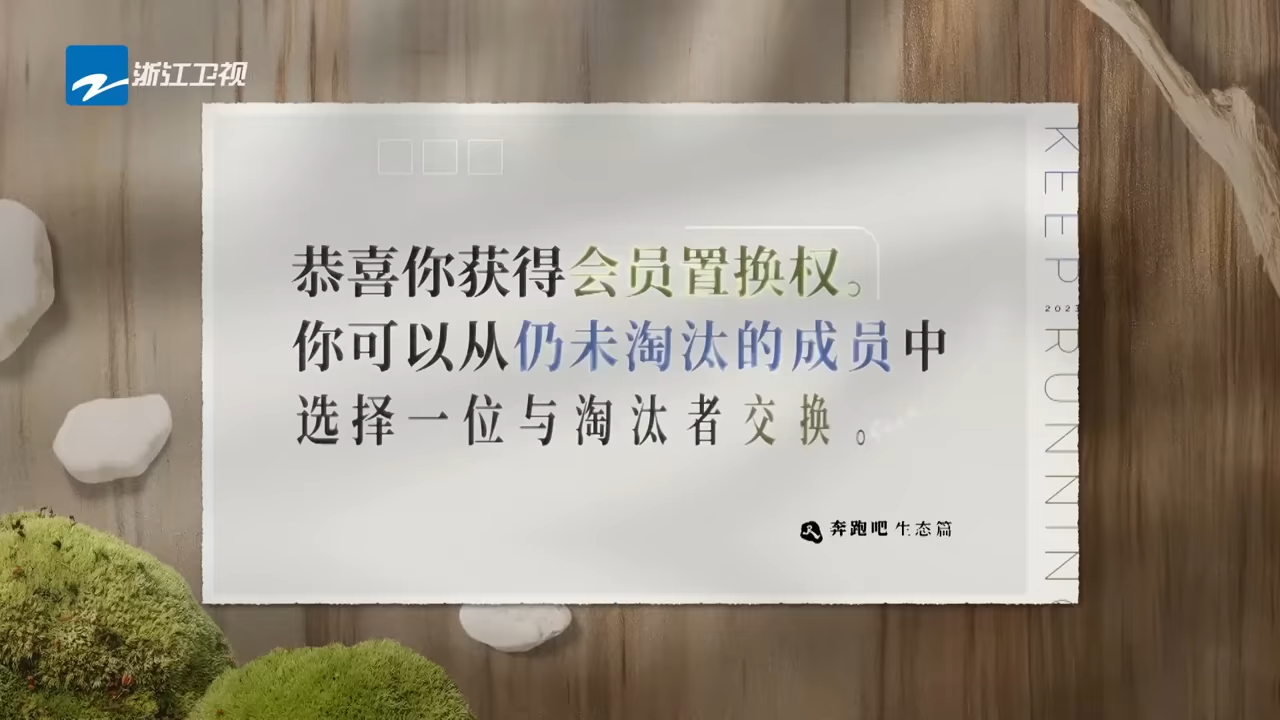 浙江卫视
恭喜你获得会员置换权。
你可以从仍未淘汰的成员中
选择一位与淘汰者交换。
奔跑吧 生态篇
KEEP RUNNING
2023